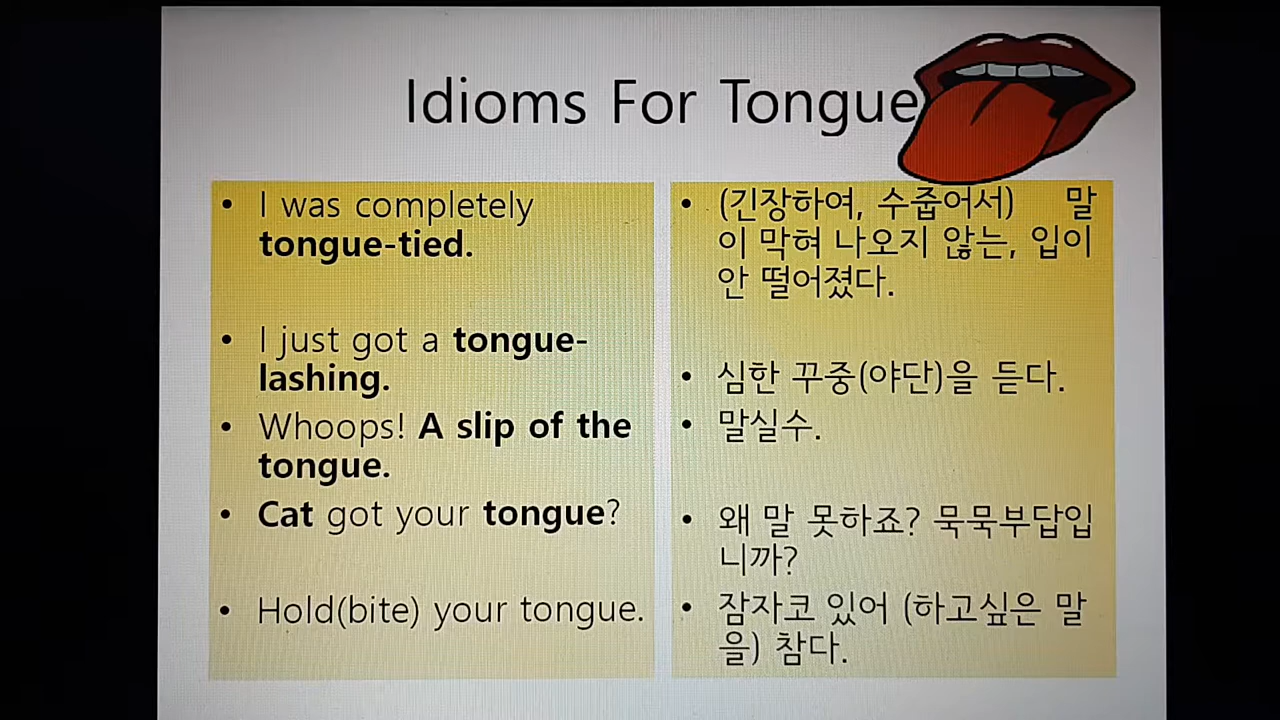 Idioms For Tongue
• I was completely
tongue-tied.
• I just got a tongue-
lashing.
• Whoops! A slip of the
tongue.
• Cat got your tongue?
• Hold(bite) your tongue.
• (긴장하여, 수줍어서) 말
이 막혀 나오지 않는, 입이
안 떨어졌다.
• 심한 꾸중(야단)을 듣다.
• 말실수.
• 왜 말 못하죠? 묵묵부답입
니까?
• 잠자코 있어 (하고싶은 말
을) 참다.